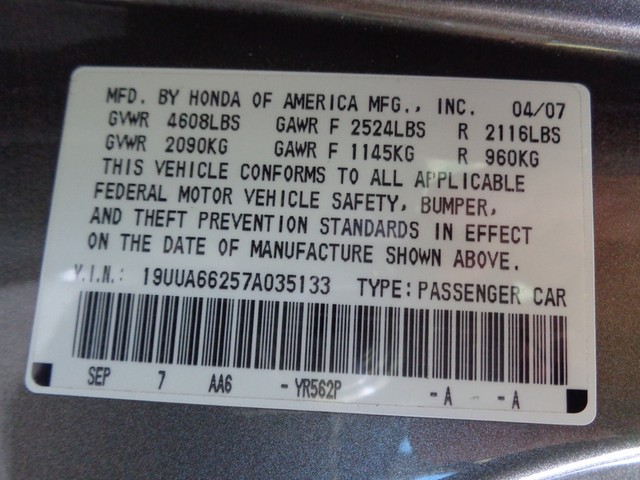 MFD. BY HONDA OF AMERICA MFG., INC. 04/07
GVWR 4608LBS GAWR F 2524LBS R 2116LBS
GVWR 2090KG GAWR F 1145KG R 960KG
THIS VEHICLE CONFORMS TO ALL APPLICABLE
FEDERAL MOTOR VEHICLE SAFETY, BUMPER,
AND THEFT PREVENTION STANDARDS IN EFFECT
ON THE DATE OF MANUFACTURE SHOWN ABOVE.
V.I.N.: 19UUA66257A035133 TYPE: PASSENGER CAR
SEP 7 AA6 - YR562P - A - A